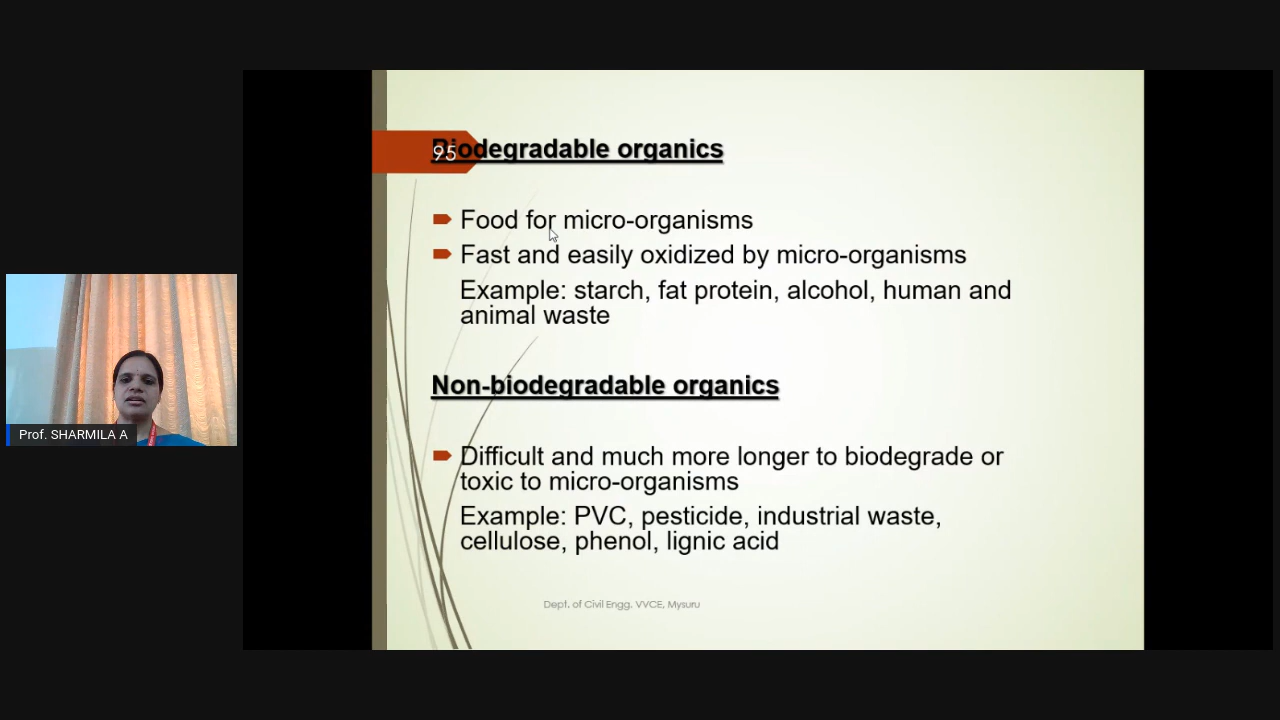 Biodegradable organics
95
Food for micro-organisms
Fast and easily oxidized by micro-organisms
Example: starch, fat protein, alcohol, human and
animal waste
Non-biodegradable organics
Difficult and much more longer to biodegrade or
toxic to micro-organisms
Example: PVC, pesticide, industrial waste,
cellulose, phenol, lignic acid
Dept. of Civil Engg. VVCE, Mysuru
Prof. SHARMILA A